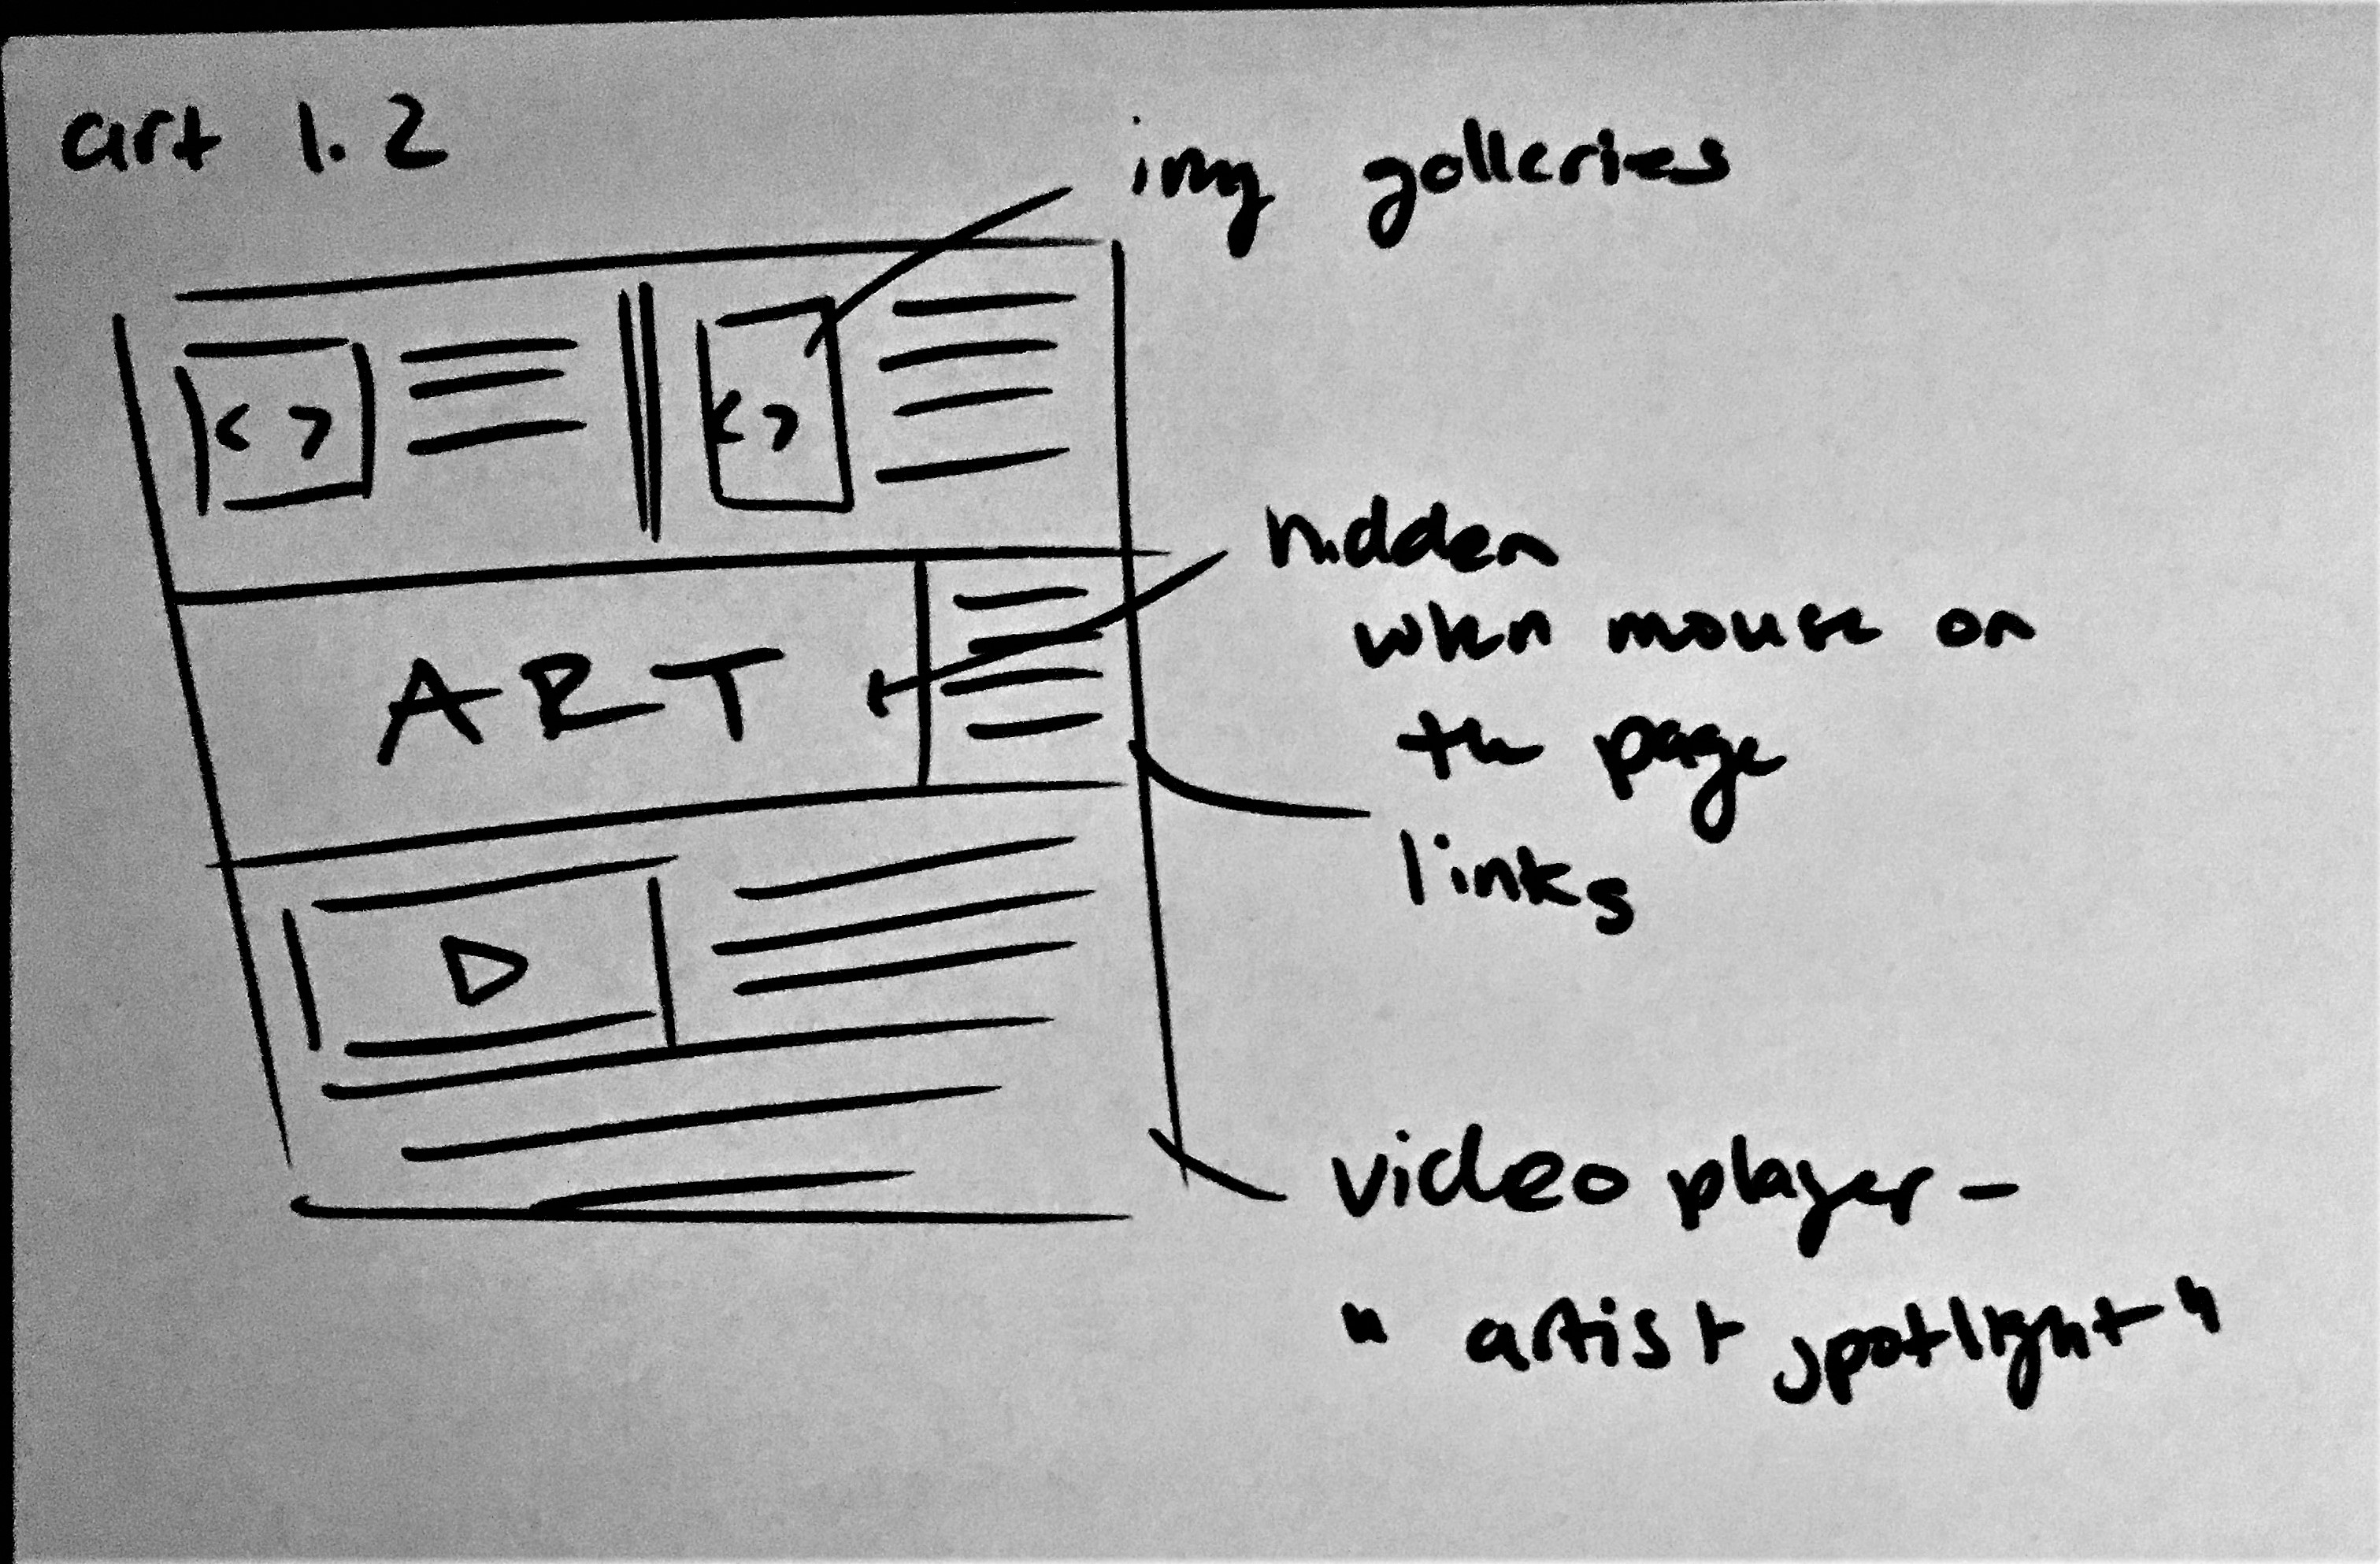 art 1.2
img galleries
< >
< >
hidden
when mouse on
the page
ART
links
video player -
"artist spotlight"